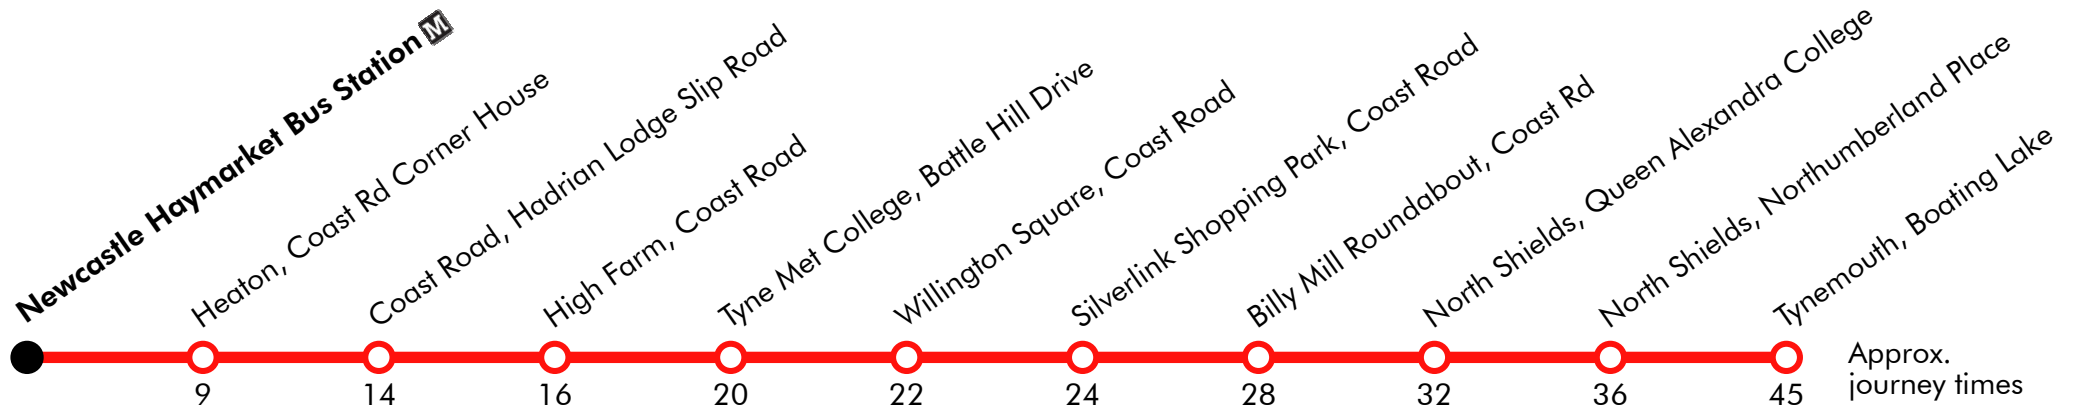 Newcastle Haymarket Bus Station M
Heaton, Coast Rd Corner House
Coast Road, Hadrian Lodge Slip Road
High Farm, Coast Road
Tyne Met College, Battle Hill Drive
Willington Square, Coast Road
Silverlink Shopping Park, Coast Road
Billy Mill Roundabout, Coast Rd
North Shields, Queen Alexandra College
North Shields, Northumberland Place
Tynemouth, Boating Lake
9 14 16 20 22 24 28 32 36 45
Approx.
journey times